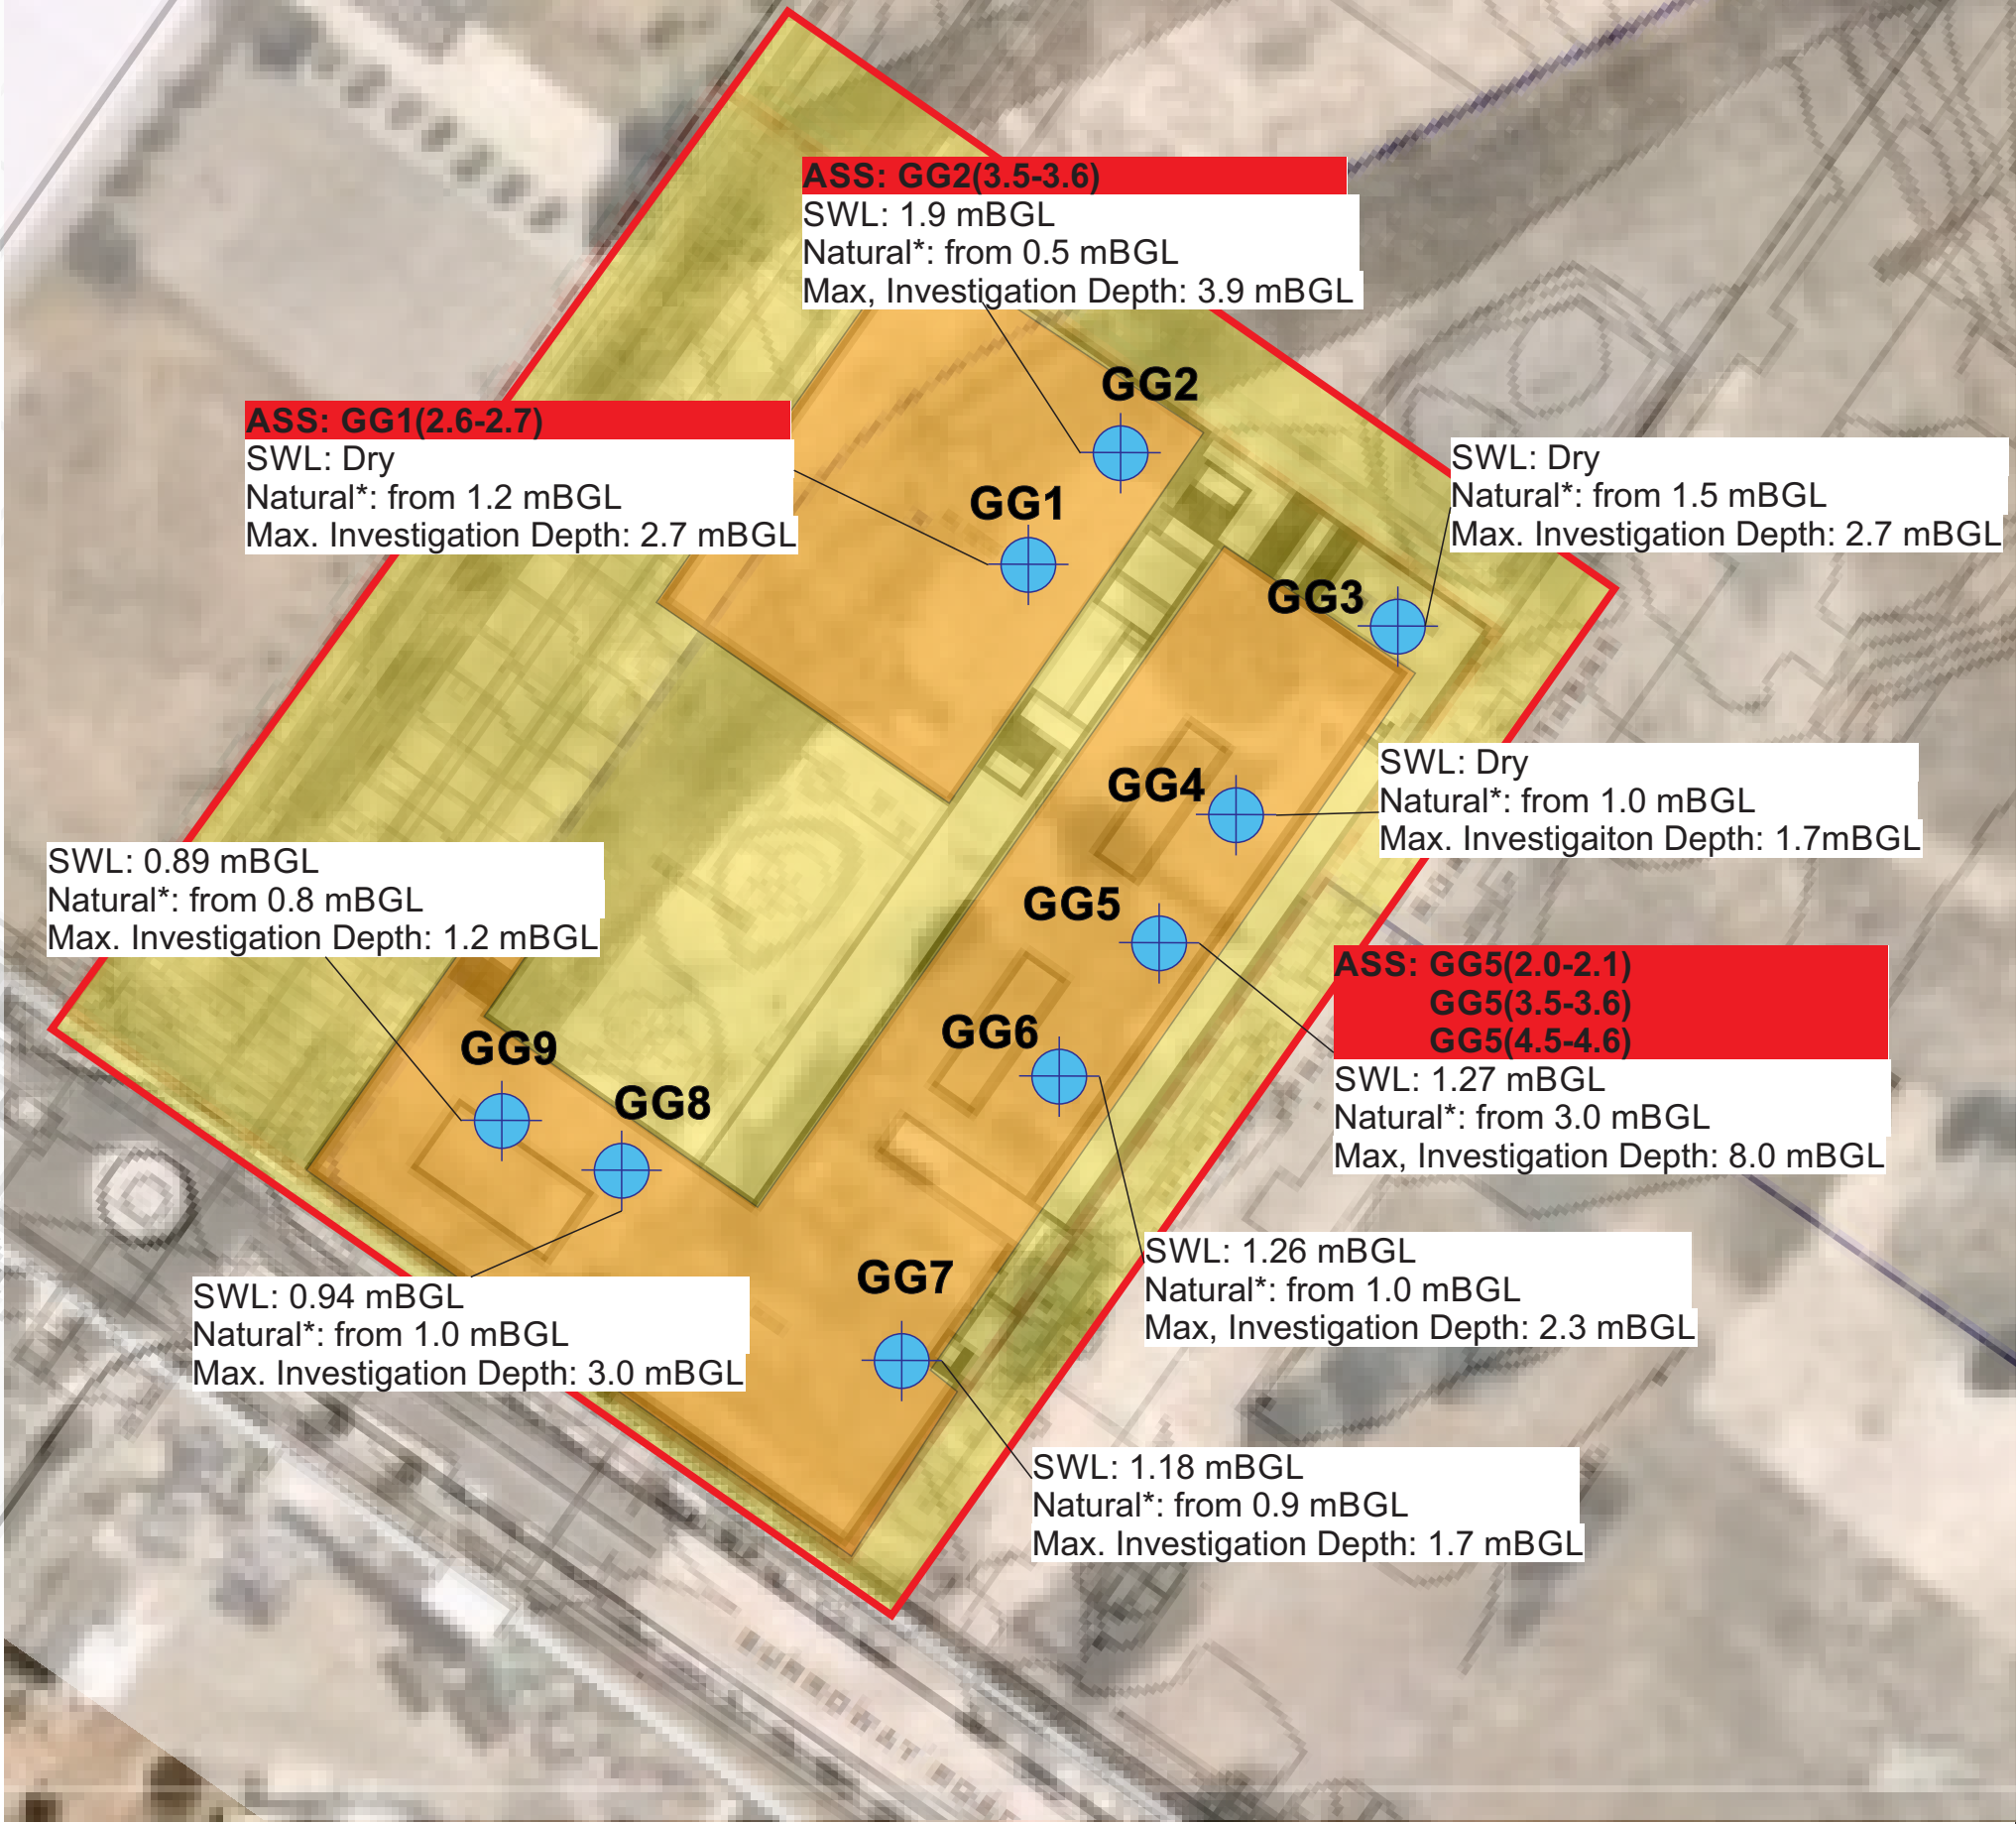 ASS: GG2(3.5-3.6)
SWL: 1.9 mBGL
Natural*: from 0.5 mBGL
Max, Investigation Depth: 3.9 mBGL
GG2
ASS: GG1(2.6-2.7)
SWL: Dry
Natural*: from 1.2 mBGL
Max. Investigation Depth: 2.7 mBGL
GG1
SWL: Dry
Natural*: from 1.5 mBGL
Max. Investigation Depth: 2.7 mBGL
GG3
SWL: Dry
Natural*: from 1.0 mBGL
Max. Investigaiton Depth: 1.7mBGL
GG4
SWL: 0.89 mBGL
Natural*: from 0.8 mBGL
Max. Investigation Depth: 1.2 mBGL
GG5
ASS: GG5(2.0-2.1)
GG5(3.5-3.6)
GG5(4.5-4.6)
SWL: 1.27 mBGL
Natural*: from 3.0 mBGL
Max, Investigation Depth: 8.0 mBGL
GG6
GG9
GG8
SWL: 1.26 mBGL
Natural*: from 1.0 mBGL
Max, Investigation Depth: 2.3 mBGL
GG7
SWL: 0.94 mBGL
Natural*: from 1.0 mBGL
Max. Investigation Depth: 3.0 mBGL
SWL: 1.18 mBGL
Natural*: from 0.9 mBGL
Max. Investigation Depth: 1.7 mBGL